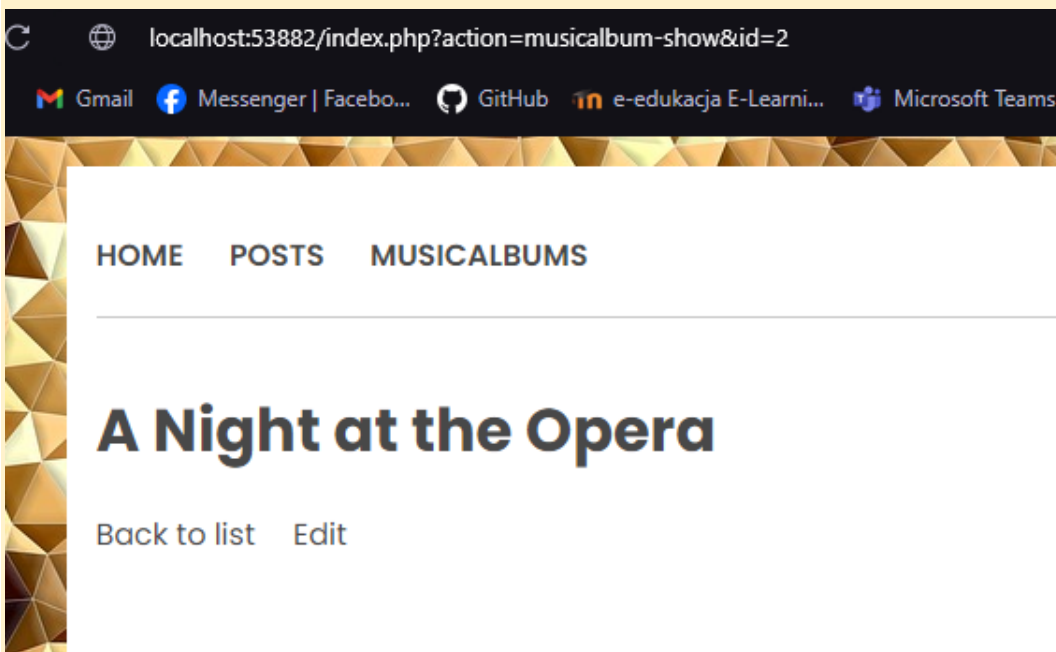 localhost:53882/index.php?action=musicalbum-show&id=2
Gmail Messenger | Facebo... GitHub e-edukacja E-Learni... Microsoft Teams
HOME POSTS MUSICALBUMS
A Night at the Opera
Back to list Edit